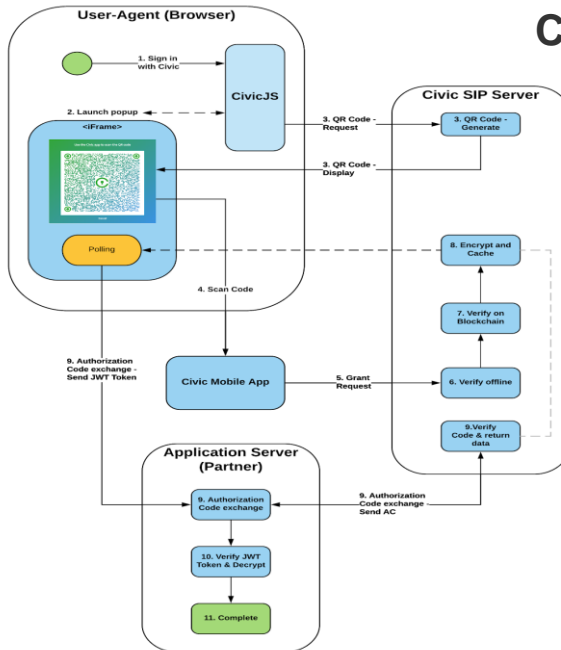 User-Agent (Browser)
C
1. Sign in
with Civic
CivicJS
2. Launch popup
<iFrame>
3. QR Code -
Request
Civic SIP Server
3. QR Code -
Generate
3. QR Code -
Display
Polling
8. Encrypt and
Cache
4. Scan Code
7. Verify on
Blockchain
9. Authorization
Code exchange -
Send JWT Token
Civic Mobile App
5. Grant
Request
6. Verify offline
9.Verify
Code & return
data
Application Server
(Partner)
9. Authorization
Code exchange
9. Authorization
Code exchange -
Send AC
10. Verify JWT
Token & Decrypt
11. Complete